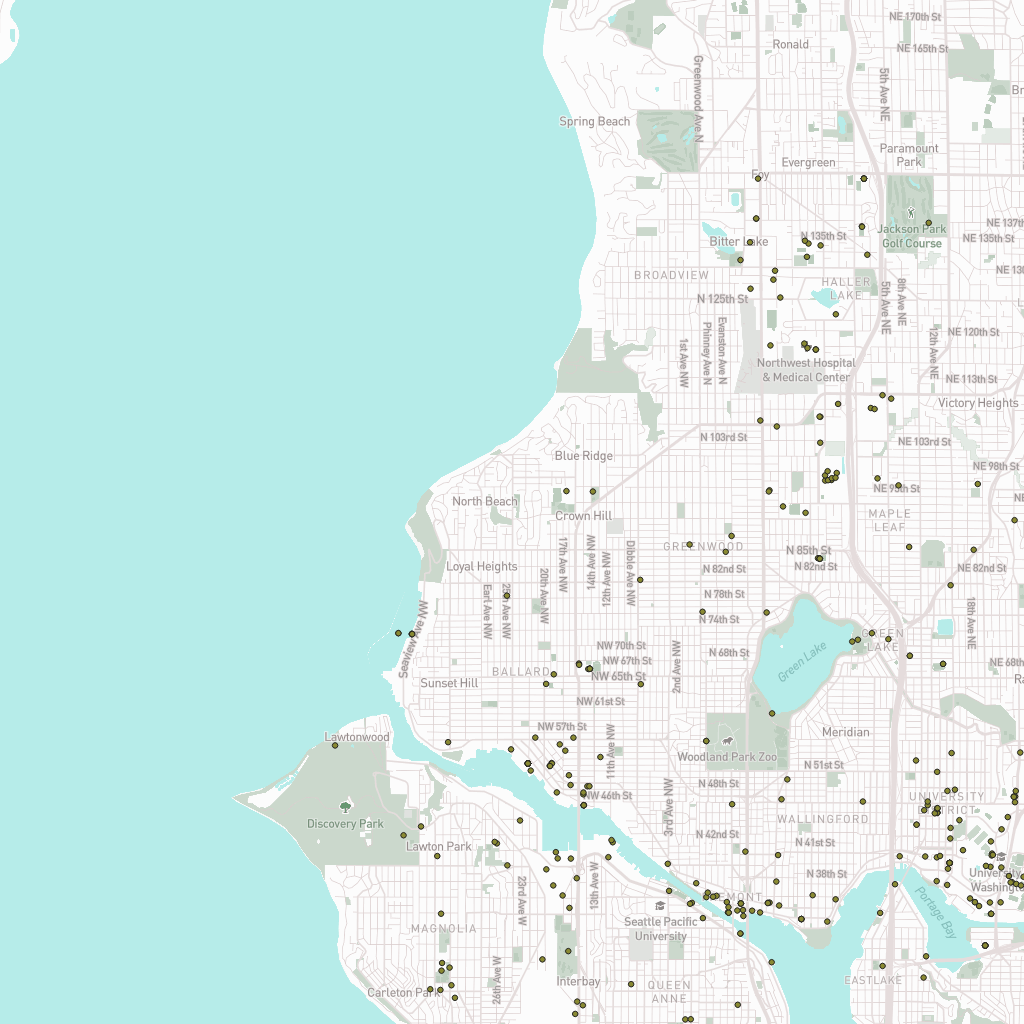 NE 170th St
Ronald
NE 165th St
Greenwood Ave N
5th Ave NE
Spring Beach
Paramount
Park
Evergreen
Foy
NE 137th
Jackson Park
Golf Course
N 135th St
NE 135th St
Bitter Lake
BROADVIEW
HALLER
LAKE
N 125th St
5th Ave NE
8th Ave NE
NE 120th St
12th Ave NE
Evanston Ave N
Phinney Ave N
1st Ave NW
Northwest Hospital
& Medical Center
NE 113th St
Victory Heights
N 103rd St
NE 103rd St
Blue Ridge
NE 98th St
North Beach
NE 95th St
Crown Hill
MAPLE
LEAF
GREENWOOD
N 85th St
17th Ave NW
14th Ave NW
12th Ave NW
Dibble Ave NW
Loyal Heights
N 82nd St
N 82nd St
NE 82nd St
20th Ave NW
Earl Ave NW
25th Ave NW
N 78th St
N 74th St
18th Ave NE
Seaview Ave NW
GREEN
LAKE
NW 70th St
N 68th St
NW 67th St
Green Lake
NE 68th
2nd Ave NW
BALLARD
NW 65th St
Sunset Hill
NW 61st St
NW 57th St
Lawtonwood
Meridian
11th Ave NW
Woodland Park Zoo
N 51st St
N 48th St
NW 46th St
3rd Ave NW
UNIVERSITY
DISTRICT
Discovery Park
WALLINGFORD
N 42nd St
Lawton Park
N 41st St
N 38th St
University
Washington
23rd Ave W
13th Ave W
FREMONT
Portage Bay
Seattle Pacific
University
MAGNOLIA
26th Ave W
Interbay
EASTLAKE
Carleton Park
QUEEN
ANNE